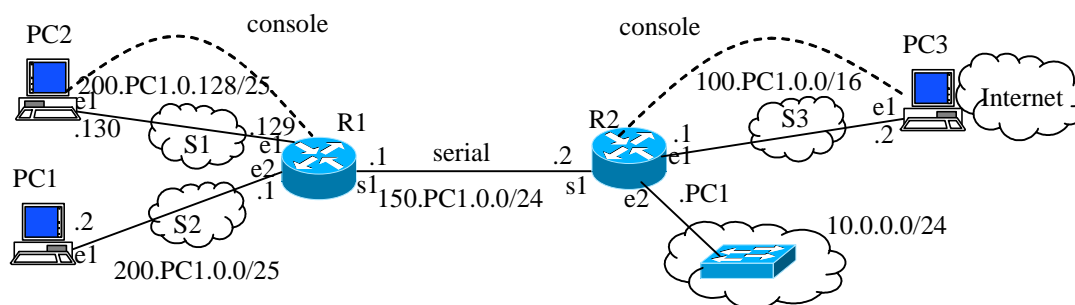 console
console
PC2
PC3
200.PC1.0.128/25
100.PC1.0.0/16
e1
.130
S1
.129
e1
R1
R2
S3
e1
.2
Internet
.1
e1
PC1
e2
.1
.1
s1
serial
.2
s1
150.PC1.0.0/24
e2
.PC1
.2
e1
S2
200.PC1.0.0/25
10.0.0.0/24